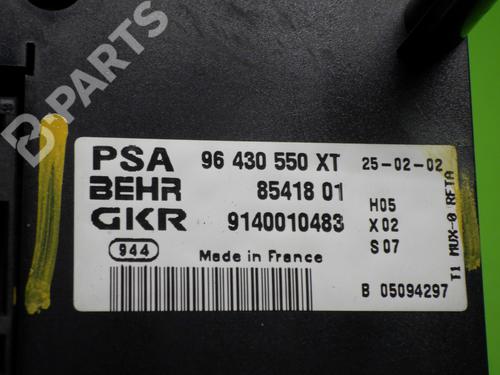 B PARTS
PSA 96 430 550 XT 25-02-02
BEHR 85418 01 H05
GKR 9140010483 X02
944 S07
Made in France
B 05094297
T1 MUX-0 RFTA